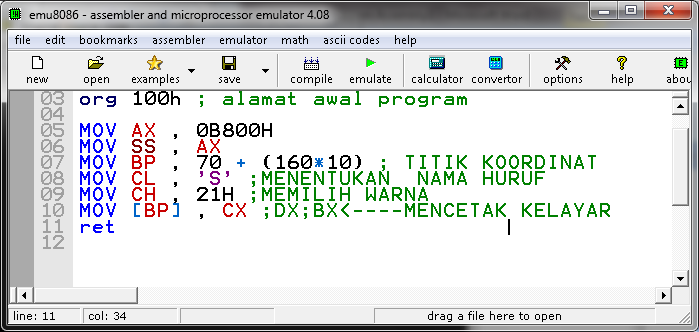 emu8086 - assembler and microprocessor emulator 4.08
file edit bookmarks assembler emulator math ascii codes help
new open examples save compile emulate calculator convertor options help abou
03 org 100h ; alamat awal program
04
05 MOV AX , 0B800H
06 MOV SS , AX
07 MOV BP , 70 + (160*10) ; TITIK KOORDINAT
08 MOV CL , 'S' ;MENENTUKAN  NAMA HURUF
09 MOV CH , 21H ;MEMILIH WARNA
10 MOV [BP] , CX ;DX;BX<----MENCETAK KELAYAR
11 ret
12
line: 11 col: 34 drag a file here to open